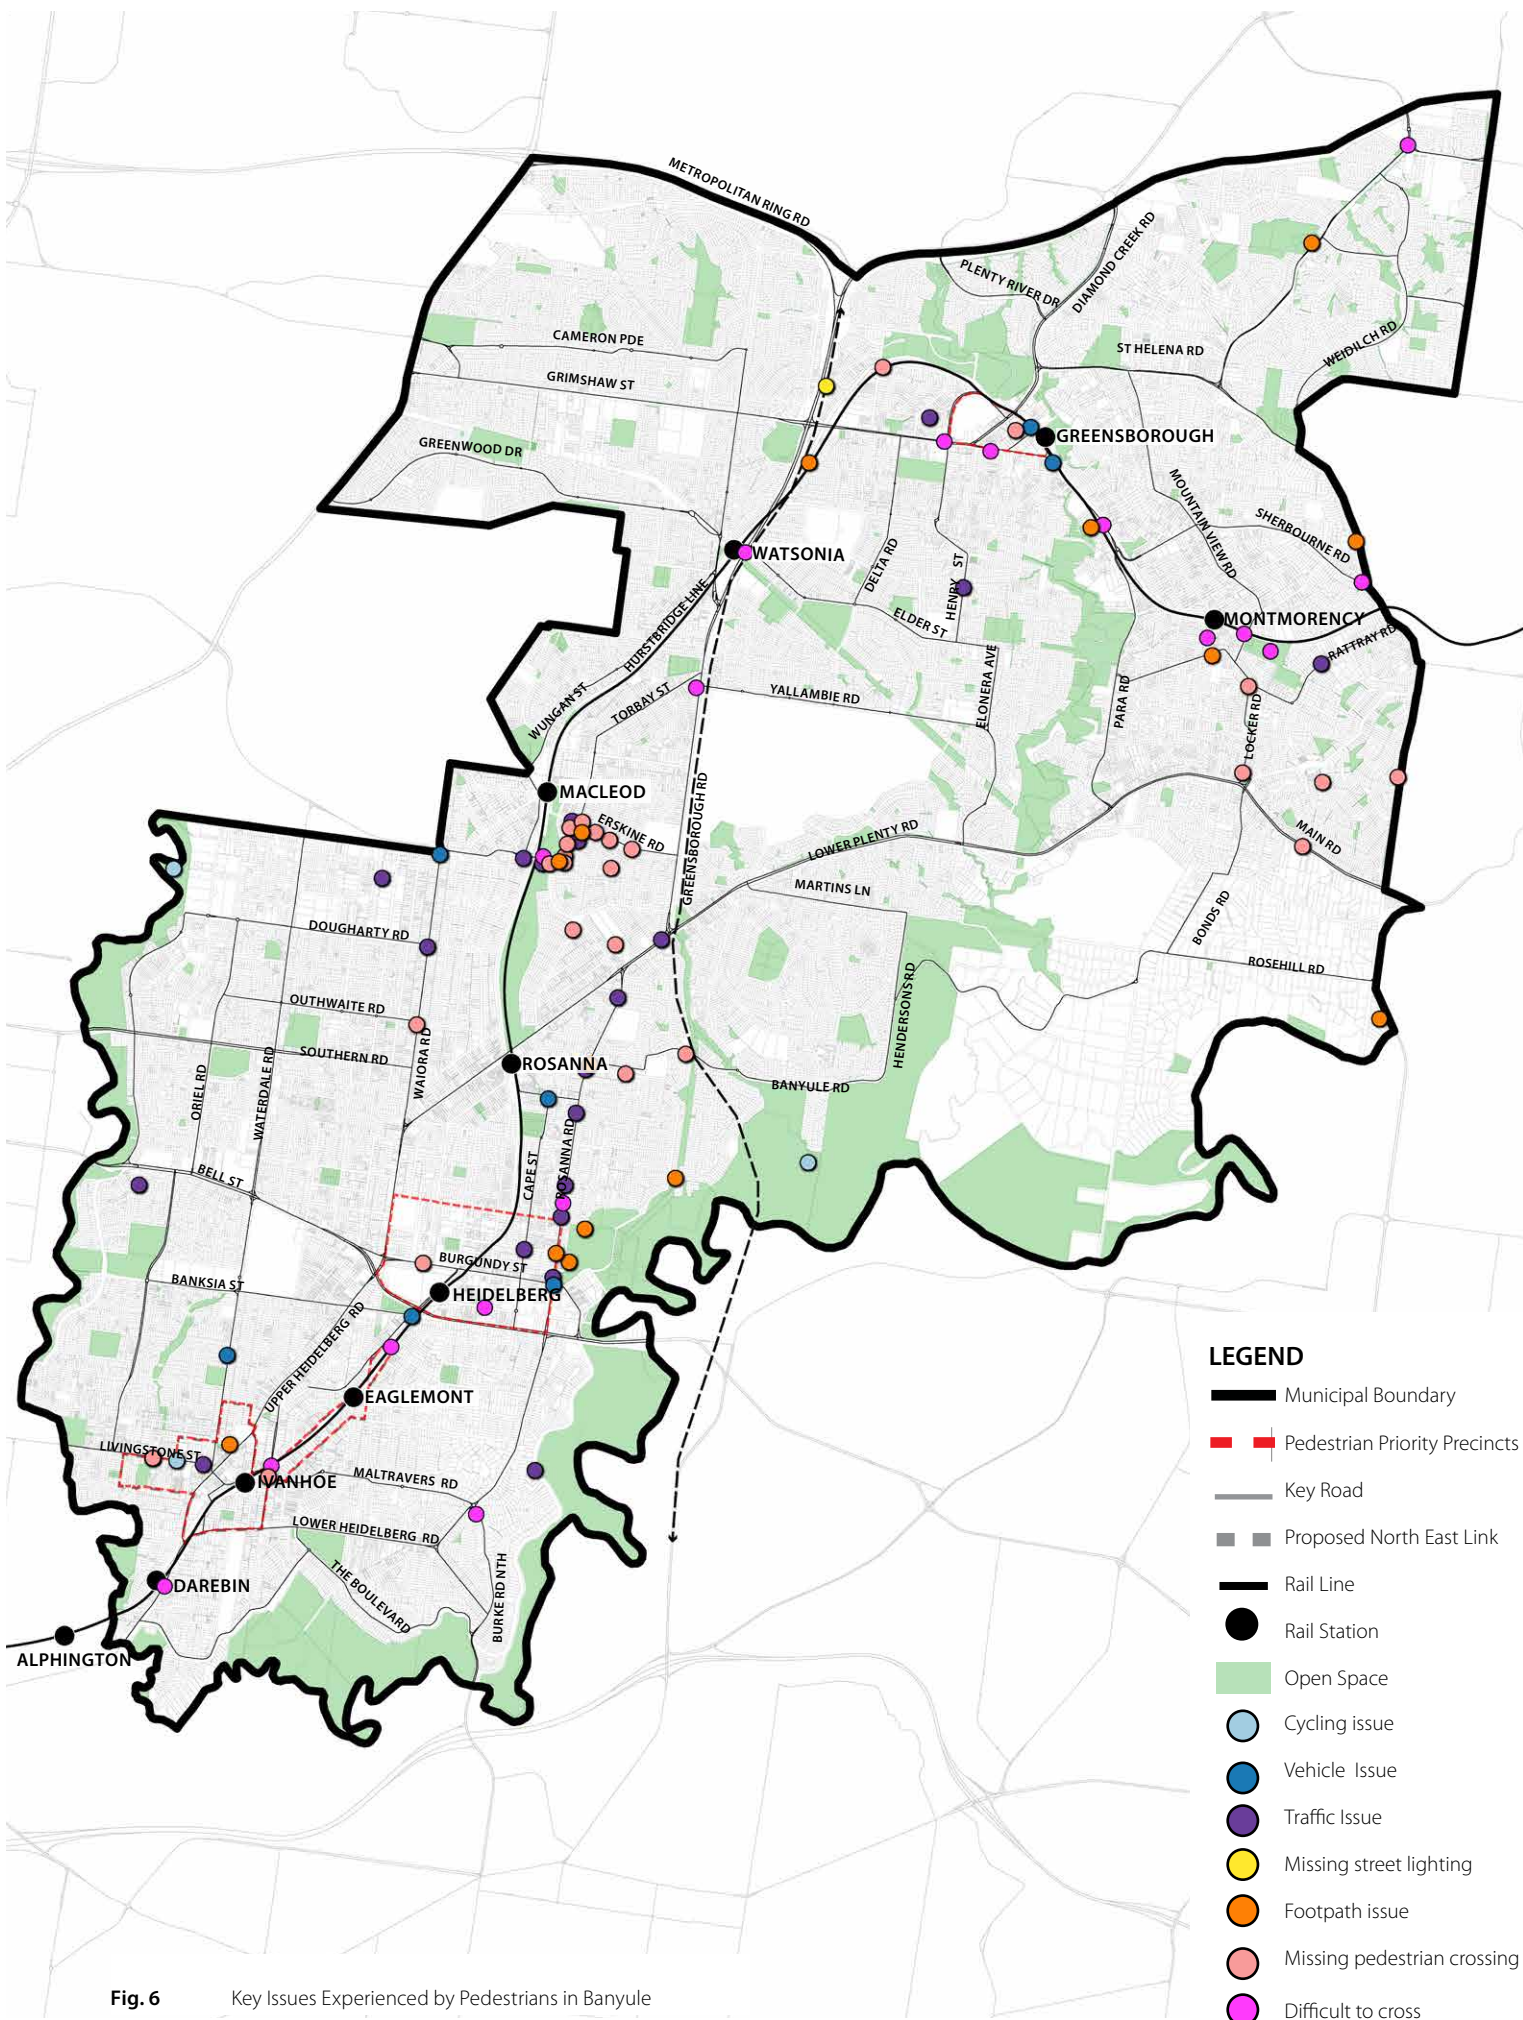 METROPOLITAN RING RD
PLENTY RIVER DR
DIAMOND CREEK RD
CAMERON PDE
ST HELENA RD
WEIDILCH RD
GRIMSHAW ST
GREENSBOROUGH
GREENWOOD DR
MOUNTAIN VIEW RD
SHERBOURNE RD
WATSONIA
DELTA RD
HENRY ST
HURSTBRIDGE LINE
ELDER ST
MONTMORENCY
RATTRAY RD
WUNGAN ST
TORBAY ST
YALLAMBIE RD
ELONERA AVE
PARA RD
LOCKER RD
MACLEOD
ERSKINE RD
GREENSBOROUGH RD
LOWER PLENTY RD
MAIN RD
MARTINS LN
BONDS RD
DOUGHARTY RD
ROSEHILL RD
HENDERSONS RD
OUTHWAITE RD
SOUTHERN RD
WAIORA RD
ROSANNA
BANYULE RD
ORIEL RD
WATERDALE RD
CAPE ST
ROSANNA RD
BELL ST
BURGUNDY ST
BANKSIA ST
HEIDELBERG
UPPER HEIDELBERG RD
EAGLEMONT
LIVINGSTONE ST
IVANHOE
MALTRAVERS RD
LOWER HEIDELBERG RD
THE BOULEVARD
BURKE RD NTH
DAREBIN
ALPHINGTON
LEGEND
Municipal Boundary
Pedestrian Priority Precincts
Key Road
Proposed North East Link
Rail Line
Rail Station
Open Space
Cycling issue
Vehicle Issue
Traffic Issue
Missing street lighting
Footpath issue
Missing pedestrian crossing
Difficult to cross
Fig. 6 Key Issues Experienced by Pedestrians in Banyule